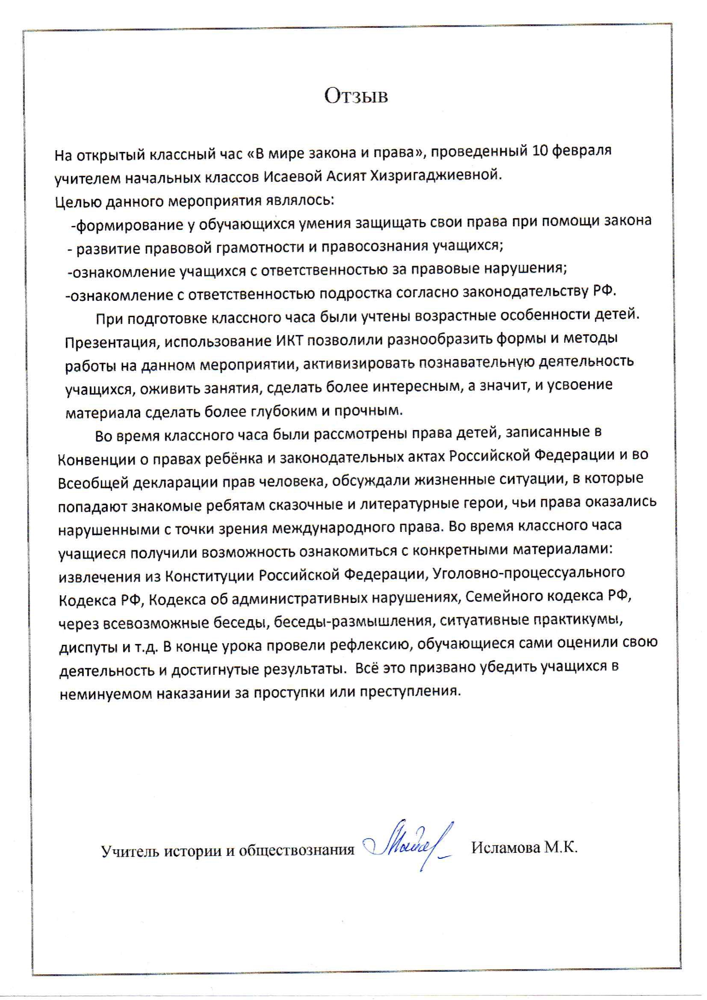 Отзыв
На открытый классный час «В мире закона и права», проведенный 10 февраля
учителем начальных классов Исаевой Асият Хизригаджиевной.
Целью данного мероприятия являлось:
-формирование у обучающихся умения защищать свои права при помощи закона
- развитие правовой грамотности и правосознания учащихся;
-ознакомление учащихся с ответственностью за правовые нарушения;
-ознакомление с ответственностью подростка согласно законодательству РФ.
При подготовке классного часа были учтены возрастные особенности детей.
Презентация, использование ИКТ позволили разнообразить формы и методы
работы на данном мероприятии, активизировать познавательную деятельность
учащихся, оживить занятия, сделать более интересным, а значит, и усвоение
материала сделать более глубоким и прочным.
Во время классного часа были рассмотрены права детей, записанные в
Конвенции о правах ребёнка и законодательных актах Российской Федерации и во
Всеобщей декларации прав человека, обсуждали жизненные ситуации, в которые
попадают знакомые ребятам сказочные и литературные герои, чьи права оказались
нарушенными с точки зрения международного права. Во время классного часа
учащиеся получили возможность ознакомиться с конкретными материалами:
извлечения из Конституции Российской Федерации, Уголовно-процессуального
Кодекса РФ, Кодекса об административных нарушениях, Семейного кодекса РФ,
через всевозможные беседы, беседы-размышления, ситуативные практикумы,
диспуты и т.д. В конце урока провели рефлексию, обучающиеся сами оценили свою
деятельность и достигнутые результаты. Всё это призвано убедить учащихся в
неминуемом наказании за проступки или преступления.
Учитель истории и обществознания Исламова М.К.